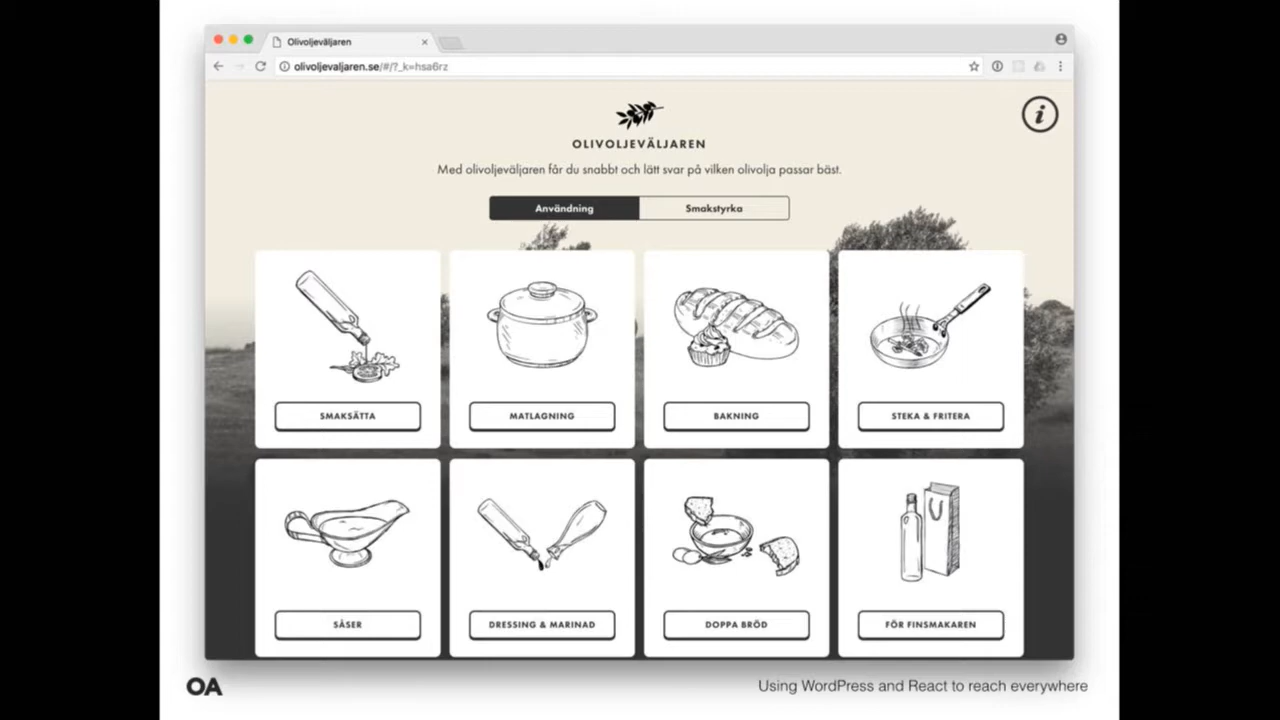 Olivoljeväljaren
olivoljevaljaren.se/#/?_k=hsa6rz
OLIVOLJEVÄLJAREN
Med olivoljeväljaren får du snabbt och lätt svar på vilken olivolja passar bäst.
Användning Smakstyrka
SMAKSÄTTA MATLAGNING BAKNING STEKA & FRITERA
SÅSER DRESSING & MARINAD DOPPA BRÖD FÖR FINSMAKAREN
OA Using WordPress and React to reach everywhere